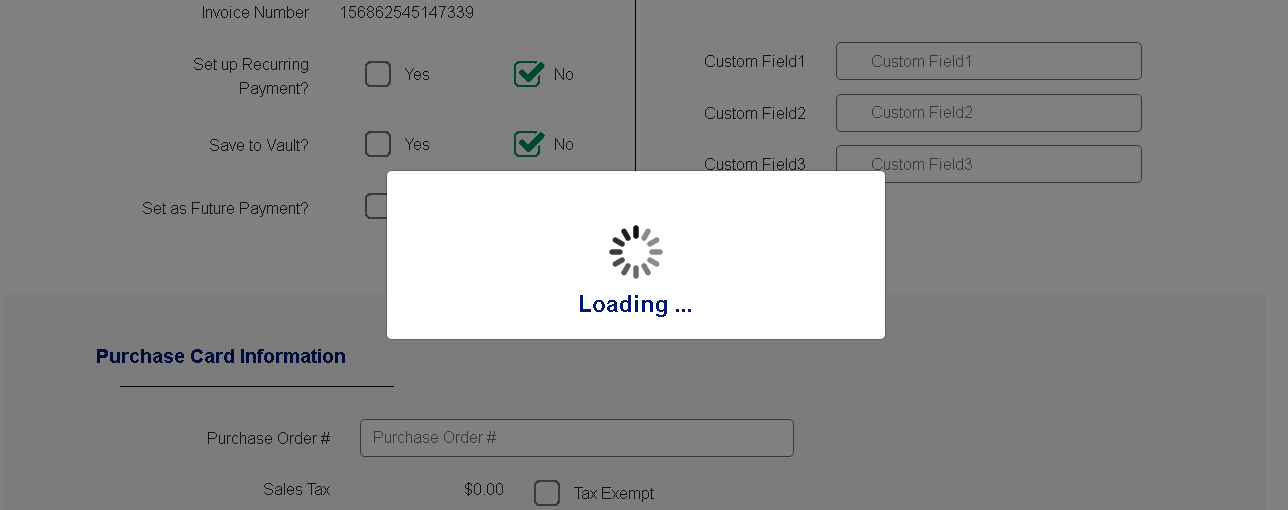 Invoice Number 156862545147339
Set up Recurring
Payment?
Yes No
Save to Vault? Yes No
Set as Future Payment?
Custom Field1 Custom Field1
Custom Field2 Custom Field2
Custom Field3 Custom Field3
Loading ...
Purchase Card Information
Purchase Order # Purchase Order #
Sales Tax $0.00 Tax Exempt